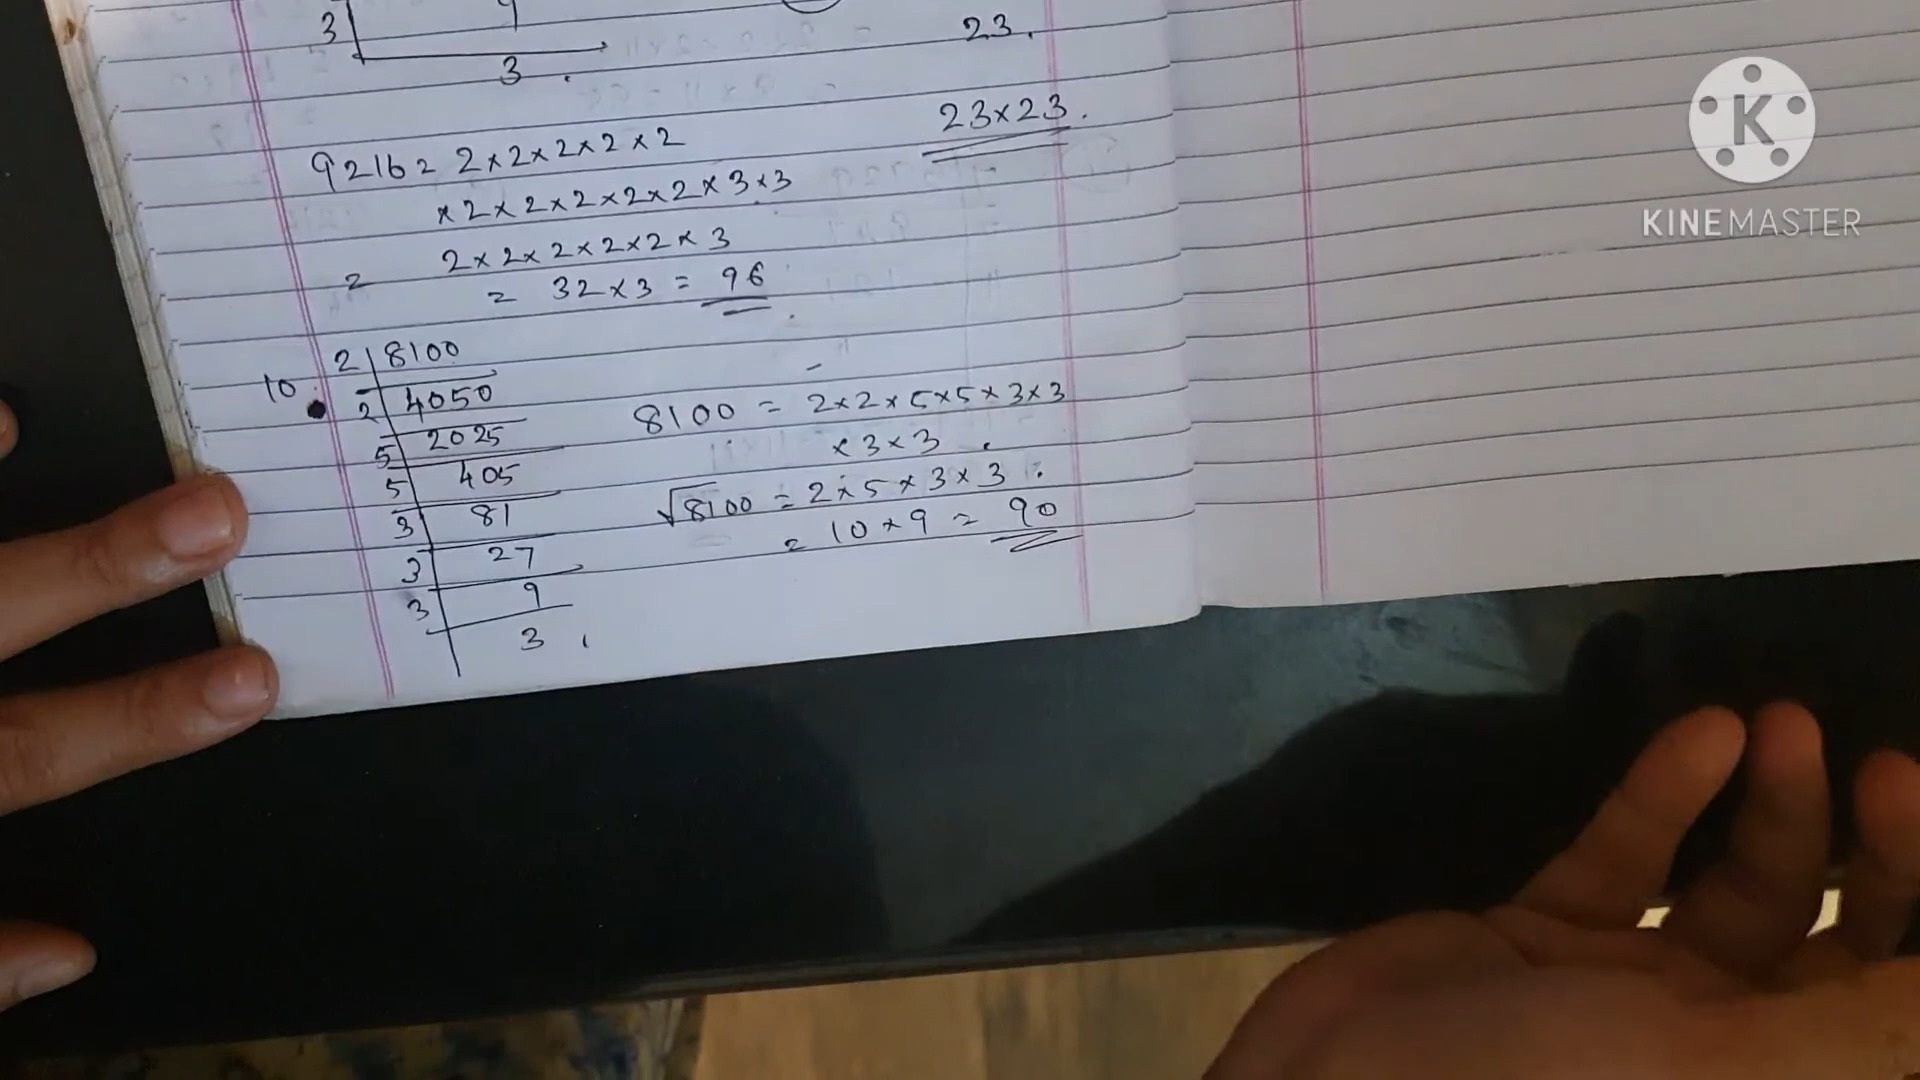 3 9
3 .
23.
23×23.
9216 = 2×2×2×2×2
×2×2×2×2×2×3×3
= 2×2×2×2×2×3
= 32×3 = 96
10. 2 8100
2 4050
5 2025
5 405
3 81
3 27
3 9
3
8100 = 2×2×5×5×3×3
×3×3 .
√8100 = 2×5×3×3 .
= 10×9 = 90
K
KINEMASTER